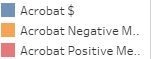 Acrobat $
Acrobat Negative M..
Acrobat Positive Me..